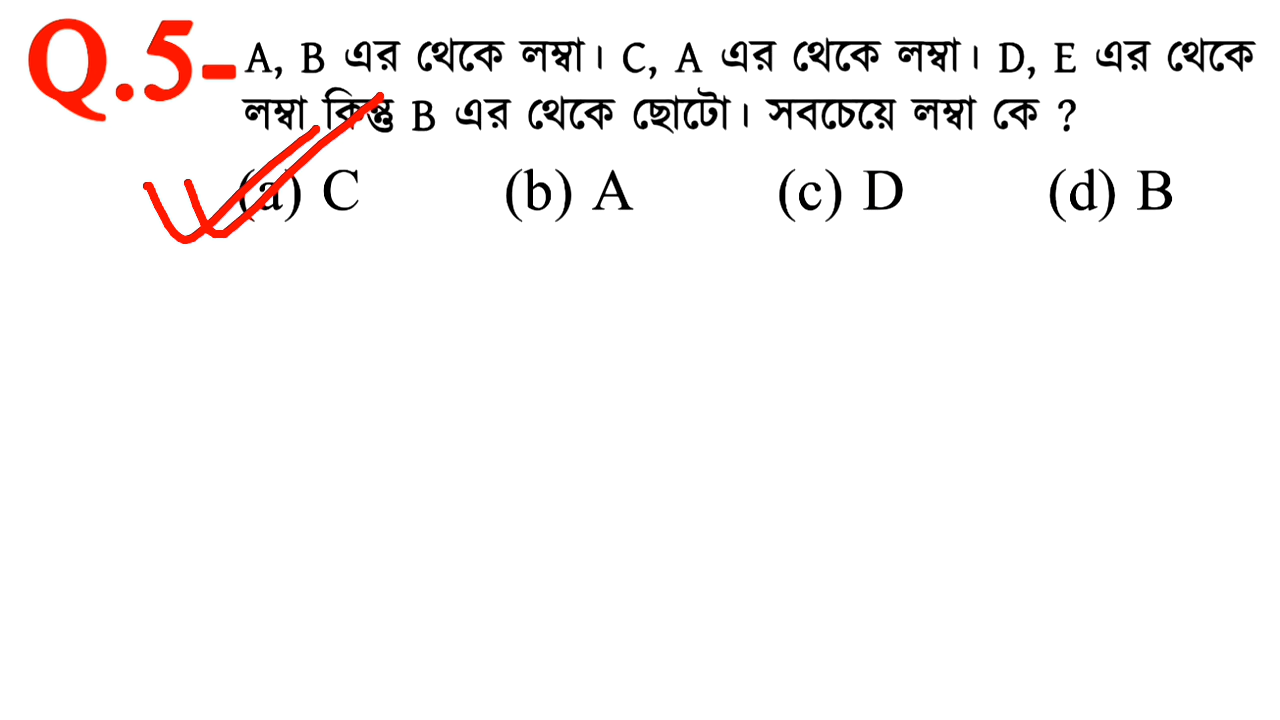 Q.5- A, B এর থেকে লম্বা। C, A এর থেকে লম্বা। D, E এর থেকে
লম্বা কিন্তু B এর থেকে ছোটো। সবচেয়ে লম্বা কে ?
(a) C (b) A (c) D (d) B